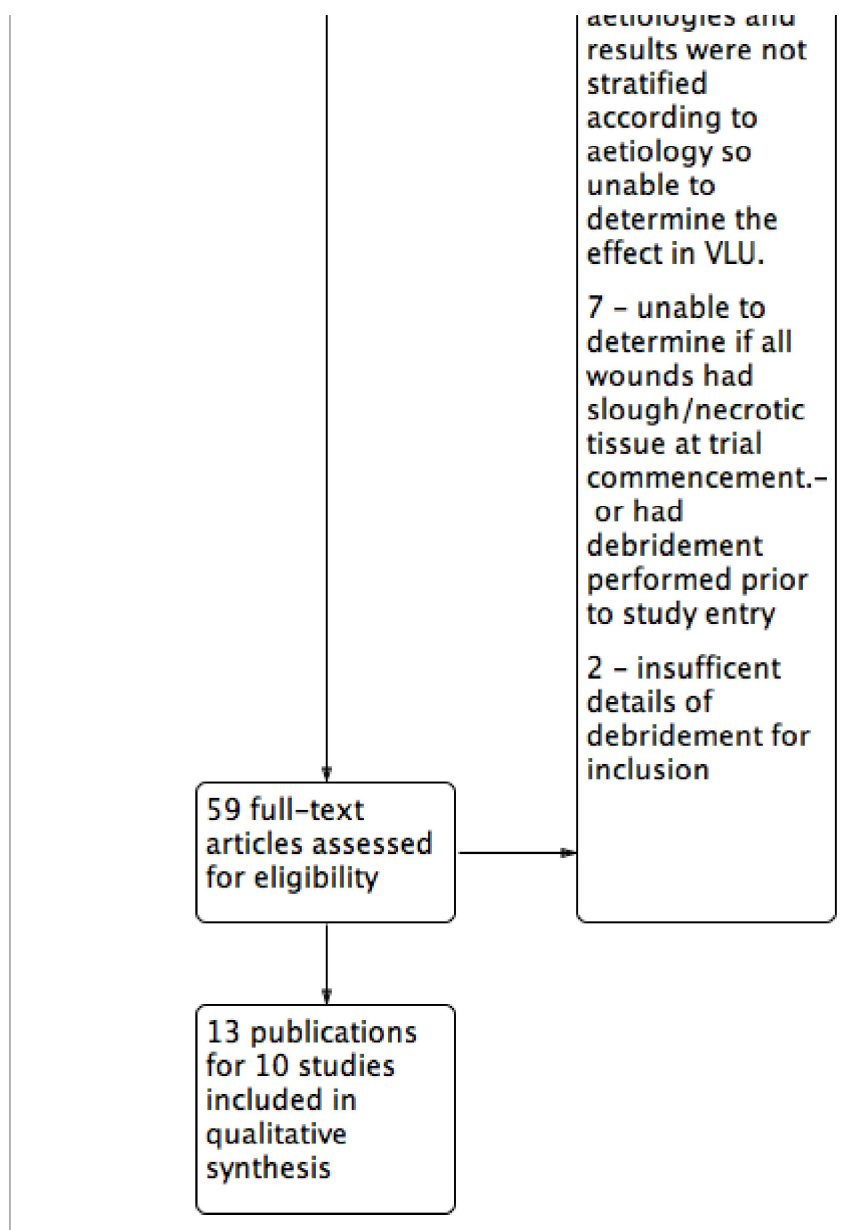 aetiologies and
results were not
stratified
according to
aetiology so
unable to
determine the
effect in VLU.
7 – unable to
determine if all
wounds had
slough/necrotic
tissue at trial
commencement.–
or had
debridement
performed prior
to study entry
2 – insufficent
details of
debridement for
inclusion
59 full–text
articles assessed
for eligibility
13 publications
for 10 studies
included in
qualitative
synthesis